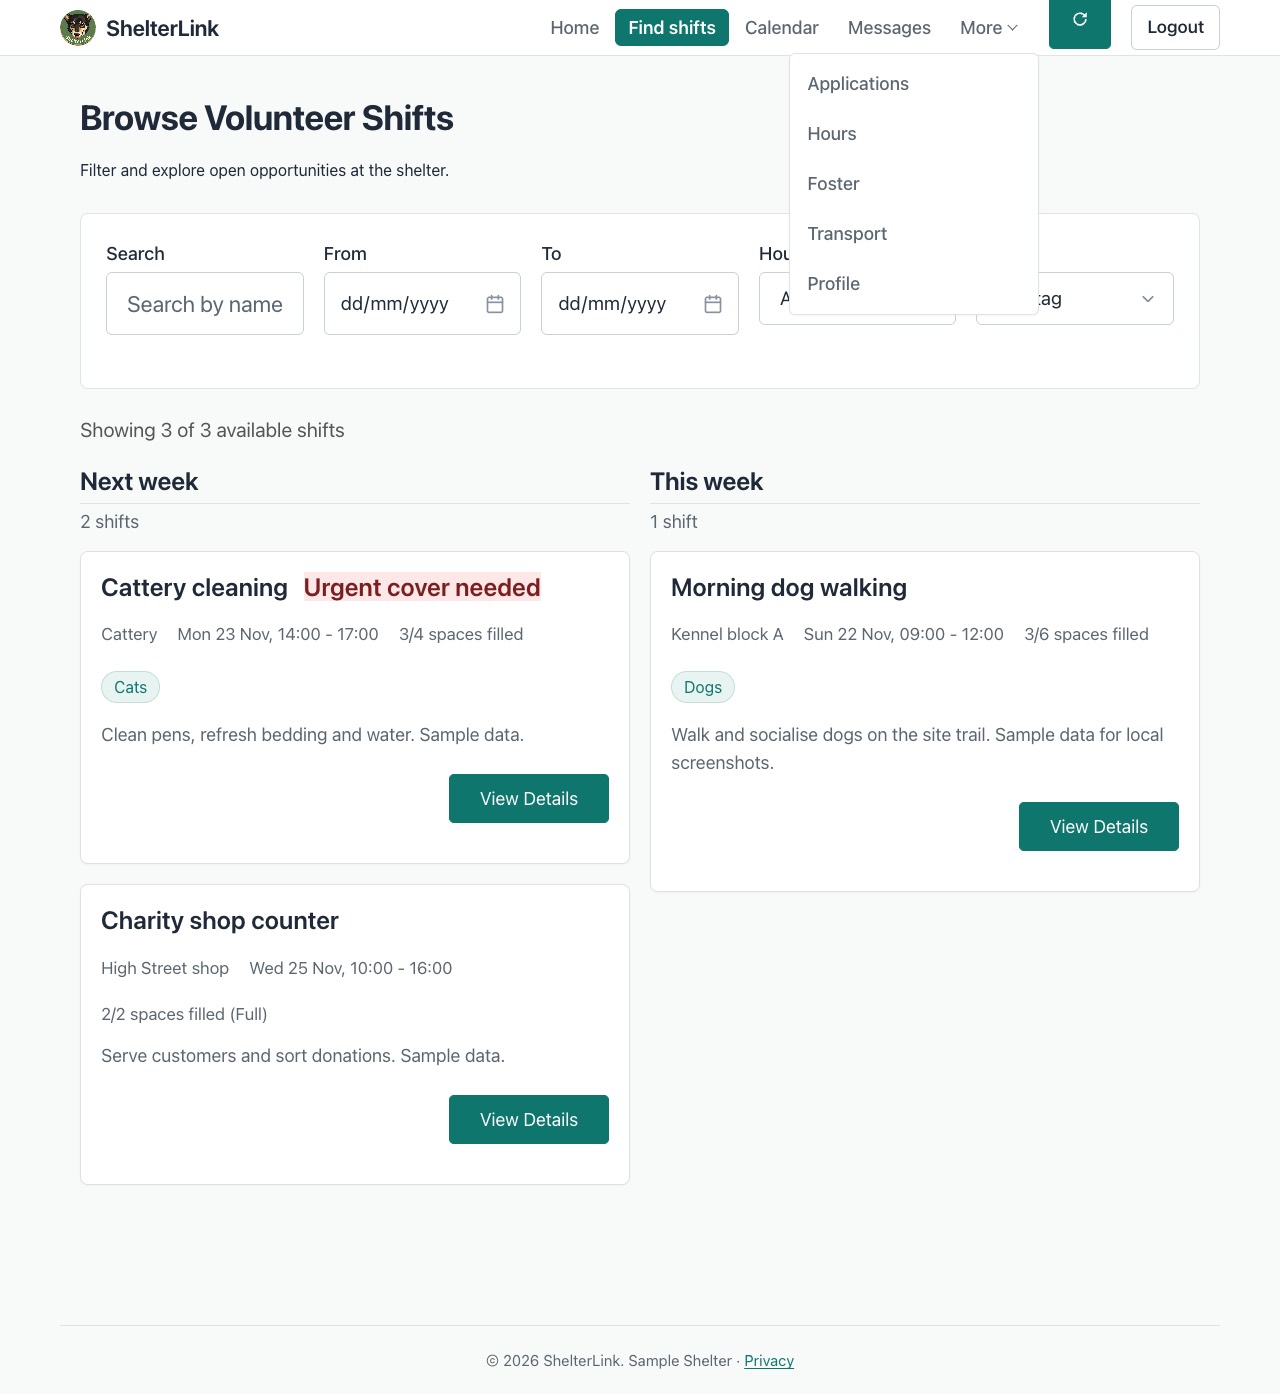 ShelterLink
Home
Find shifts
Calendar
Messages
More
Logout
Applications
Hours
Foster
Transport
Profile
Browse Volunteer Shifts
Filter and explore open opportunities at the shelter.
Search
Search by name
From
dd/mm/yyyy
To
dd/mm/yyyy
Showing 3 of 3 available shifts
Next week
2 shifts
Cattery cleaning Urgent cover needed
Cattery Mon 23 Nov, 14:00 - 17:00 3/4 spaces filled
Cats
Clean pens, refresh bedding and water. Sample data.
View Details
Charity shop counter
High Street shop Wed 25 Nov, 10:00 - 16:00
2/2 spaces filled (Full)
Serve customers and sort donations. Sample data.
View Details
This week
1 shift
Morning dog walking
Kennel block A Sun 22 Nov, 09:00 - 12:00 3/6 spaces filled
Dogs
Walk and socialise dogs on the site trail. Sample data for local
screenshots.
View Details
© 2026 ShelterLink. Sample Shelter · Privacy